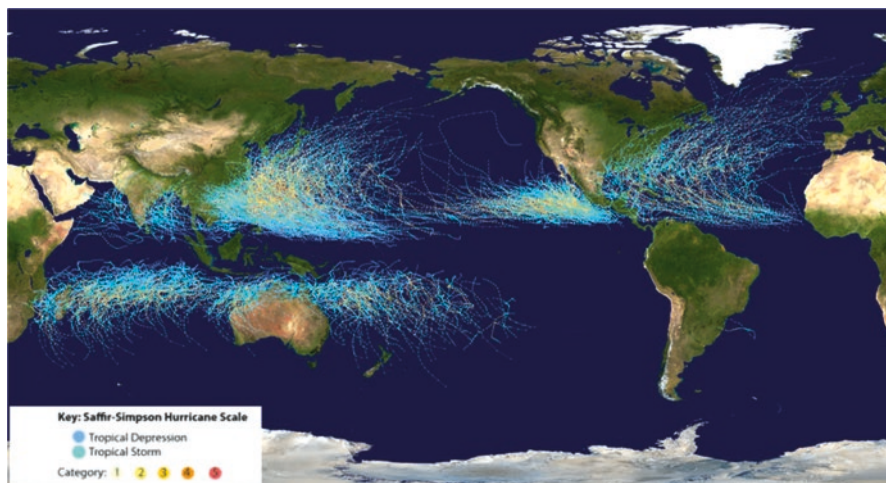 Key: Saffir-Simpson Hurricane Scale
Tropical Depression
Tropical Storm
Category: 1 2 3 4 5